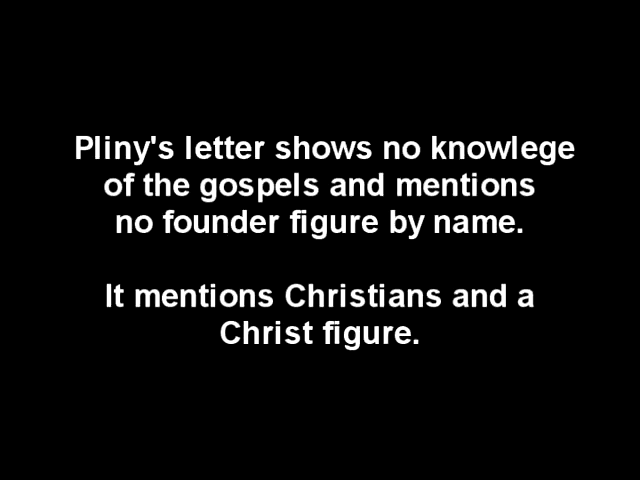 Pliny's letter shows no knowlege
of the gospels and mentions
no founder figure by name.
It mentions Christians and a
Christ figure.